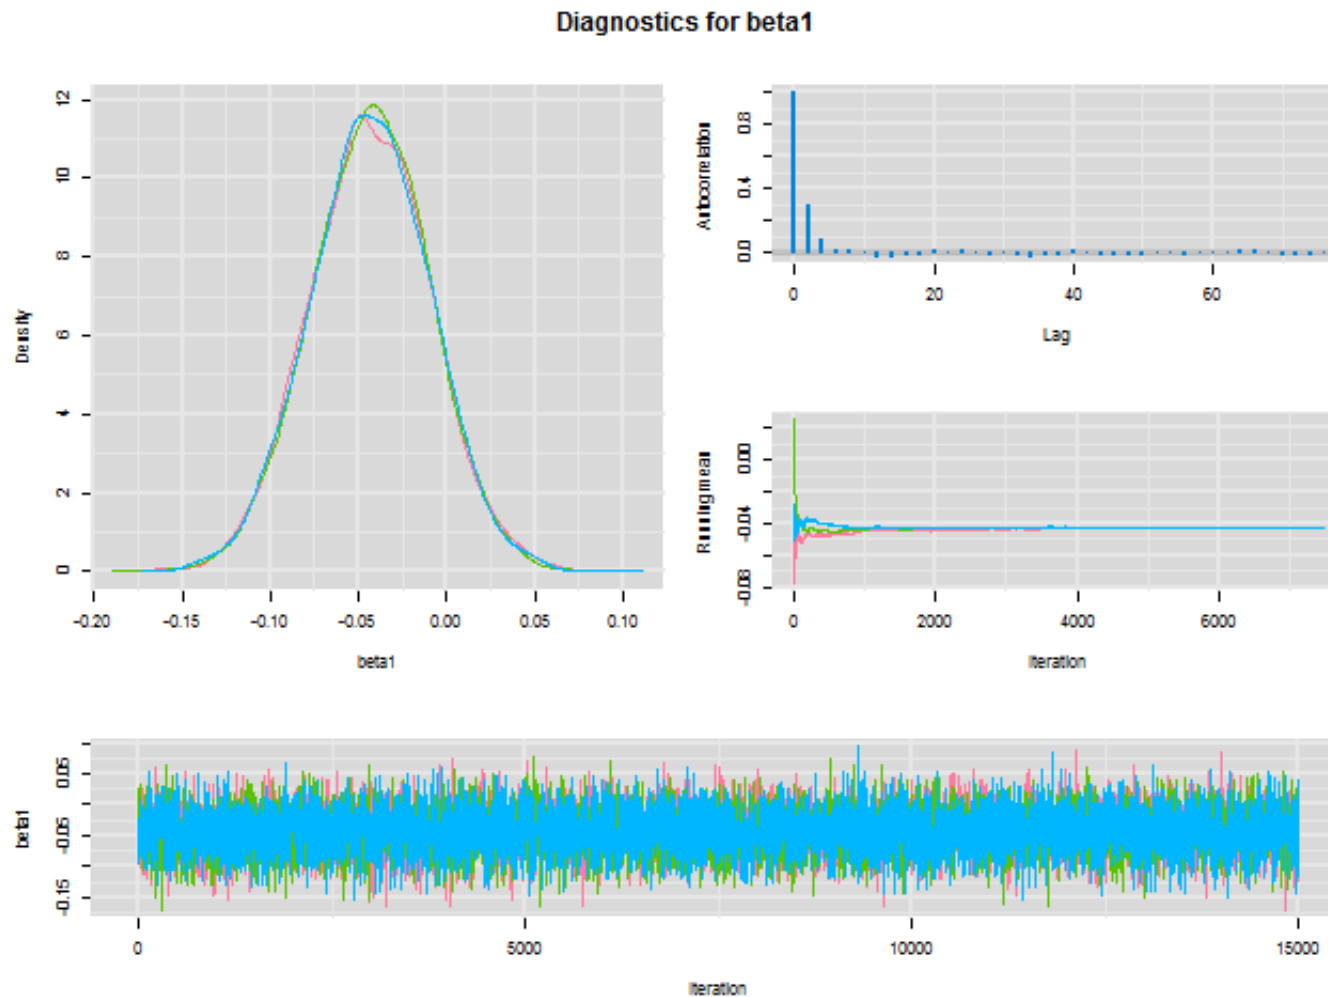 Diagnostics for beta1
Density
0 2 4 6 8 10 12
-0.20 -0.15 -0.10 -0.05 0.00 0.05 0.10
beta1
Autocorrelation
0.0 0.4 0.8
0 20 40 60
Lag
Running mean
-0.08 -0.04 0.00
0 2000 4000 6000
Iteration
beta1
-0.15 -0.05 0.05
0 5000 10000 15000
Iteration